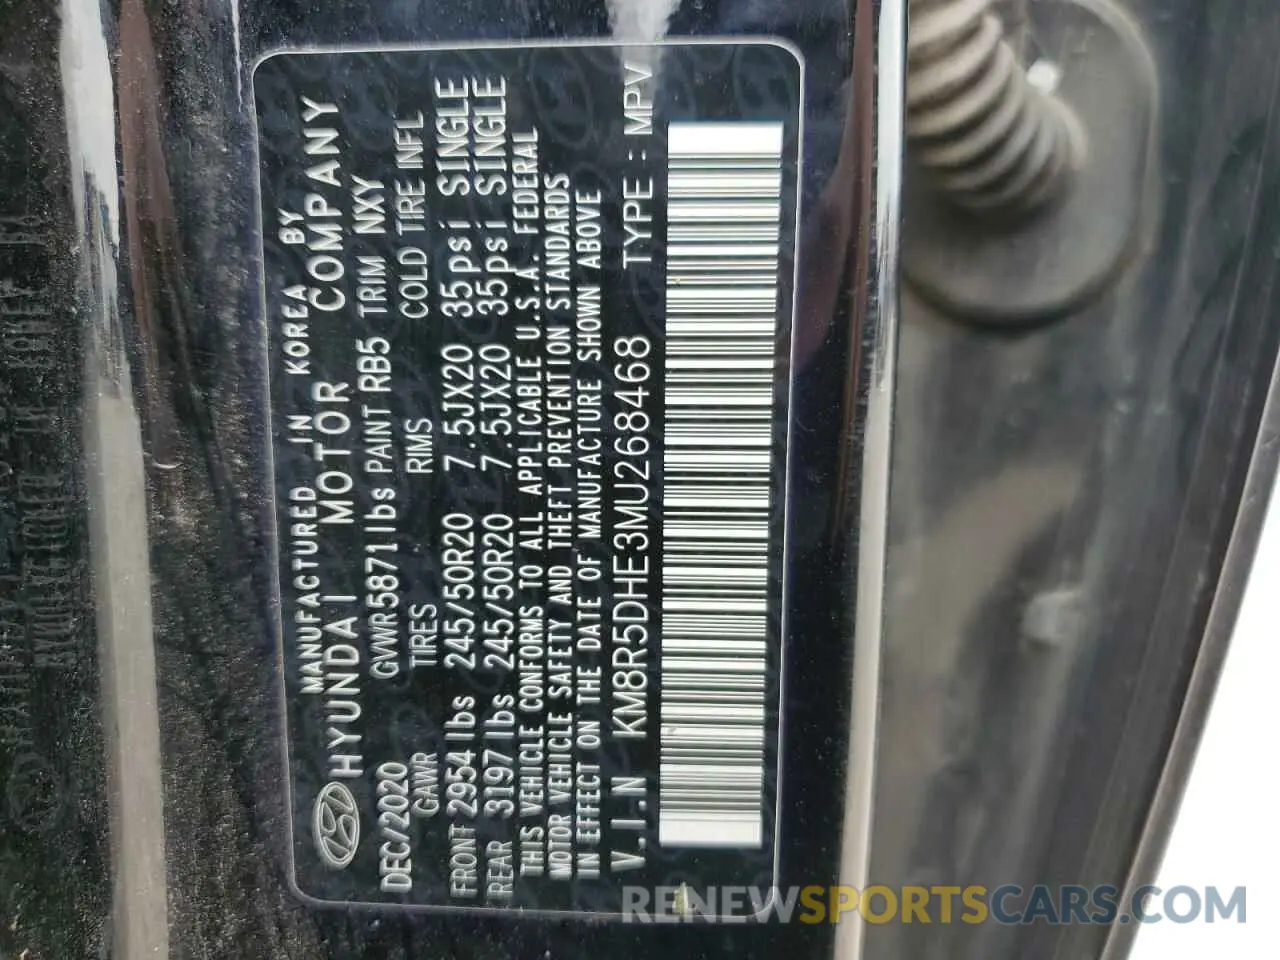 MANUFACTURED IN KOREA BY
HYUNDAI MOTOR COMPANY
DEC/2020 GVWR 5871lbs PAINT RB5 TRIM NXY
GAWR TIRES RIMS COLD TIRE INFL
FRONT 2954 lbs 245/50R20 7.5JX20 35psi SINGLE
REAR 3197 lbs 245/50R20 7.5JX20 35psi SINGLE
THIS VEHICLE CONFORMS TO ALL APPLICABLE U.S.A. FEDERAL
MOTOR VEHICLE SAFETY AND THEFT PREVENTION STANDARDS
IN EFFECT ON THE DATE OF MANUFACTURE SHOWN ABOVE
V.I.N KM8R5DHE3MU268468 TYPE : MPV
RENEWSPORTSCARS.COM